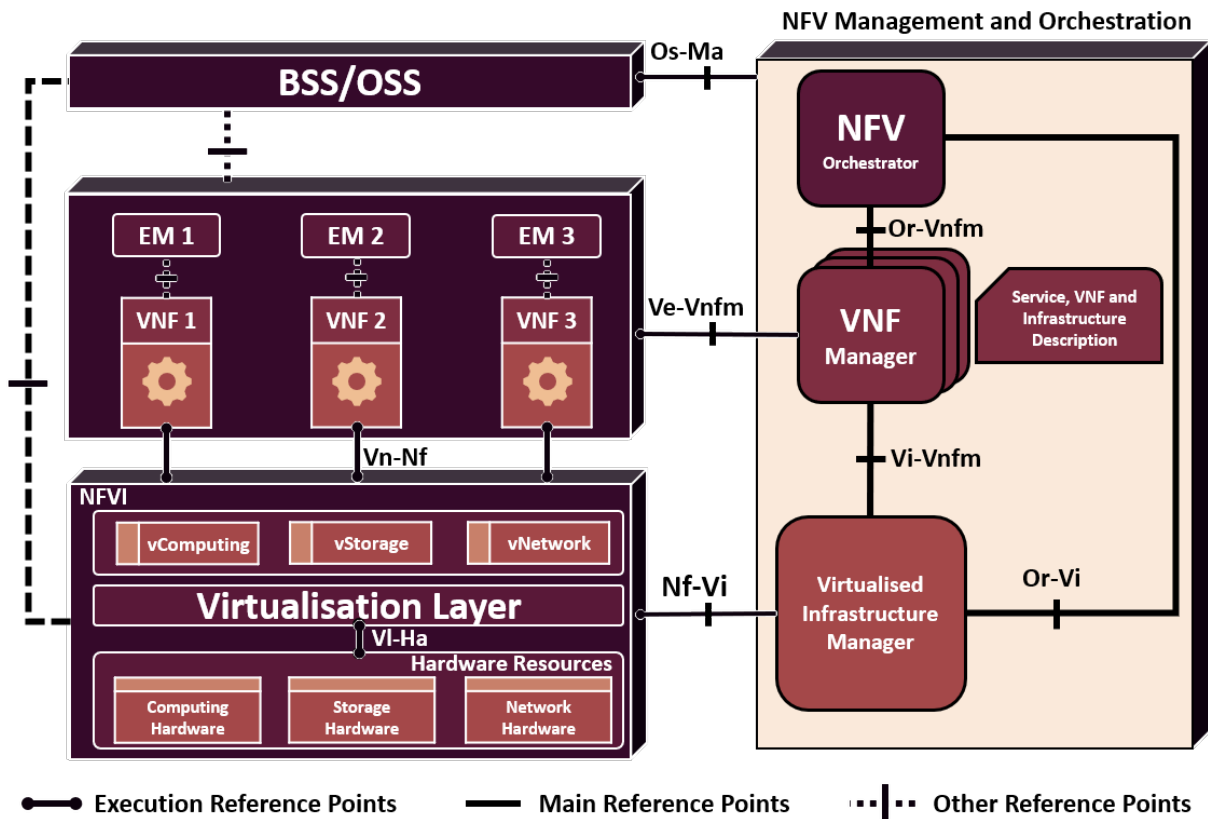 NFV Management and Orchestration
Os-Ma
BSS/OSS
NFV
Orchestrator
Or-Vnfm
EM 1
EM 2
EM 3
VNF 1
VNF 2
VNF 3
Ve-Vnfm
VNF
Manager
Service, VNF and
Infrastructure
Description
Vn-Nf
Vi-Vnfm
NFVI
vComputing
vStorage
vNetwork
Virtualisation Layer
Nf-Vi
Virtualised
Infrastructure
Manager
Or-Vi
Vl-Ha
Hardware Resources
Computing
Hardware
Storage
Hardware
Network
Hardware
Execution Reference Points
Main Reference Points
Other Reference Points